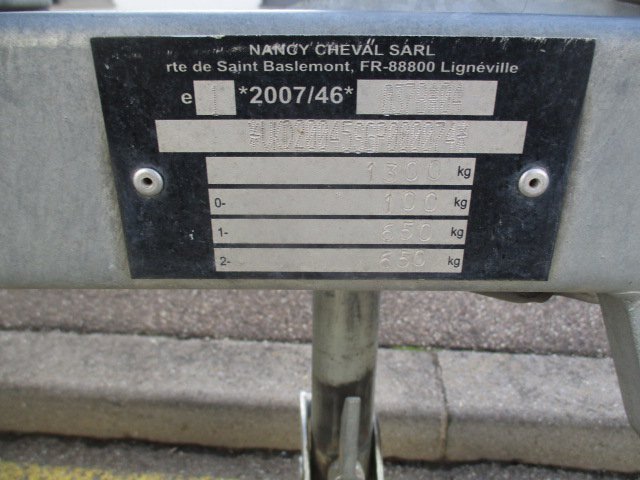 NANCY CHEVAL SARL
rte de Saint Baslemont, FR-88800 Lignéville
e 1 *2007/46*
1300 kg
0- 100 kg
1- 650 kg
2- 650 kg